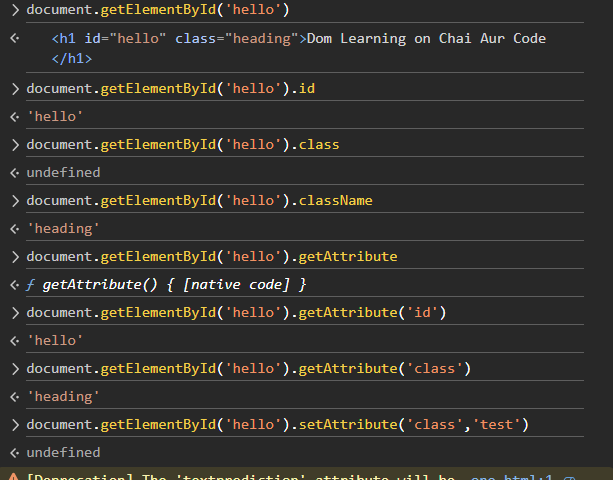 document.getElementById('hello')
<h1 id="hello" class="heading">Dom Learning on Chai Aur Code
</h1>
document.getElementById('hello').id
'hello'
document.getElementById('hello').class
undefined
document.getElementById('hello').className
'heading'
document.getElementById('hello').getAttribute
ƒ getAttribute() { [native code] }
document.getElementById('hello').getAttribute('id')
'hello'
document.getElementById('hello').getAttribute('class')
'heading'
document.getElementById('hello').setAttribute('class','test')
undefined
[Deprecation] The 'textprediction' attribute will be one.html:1